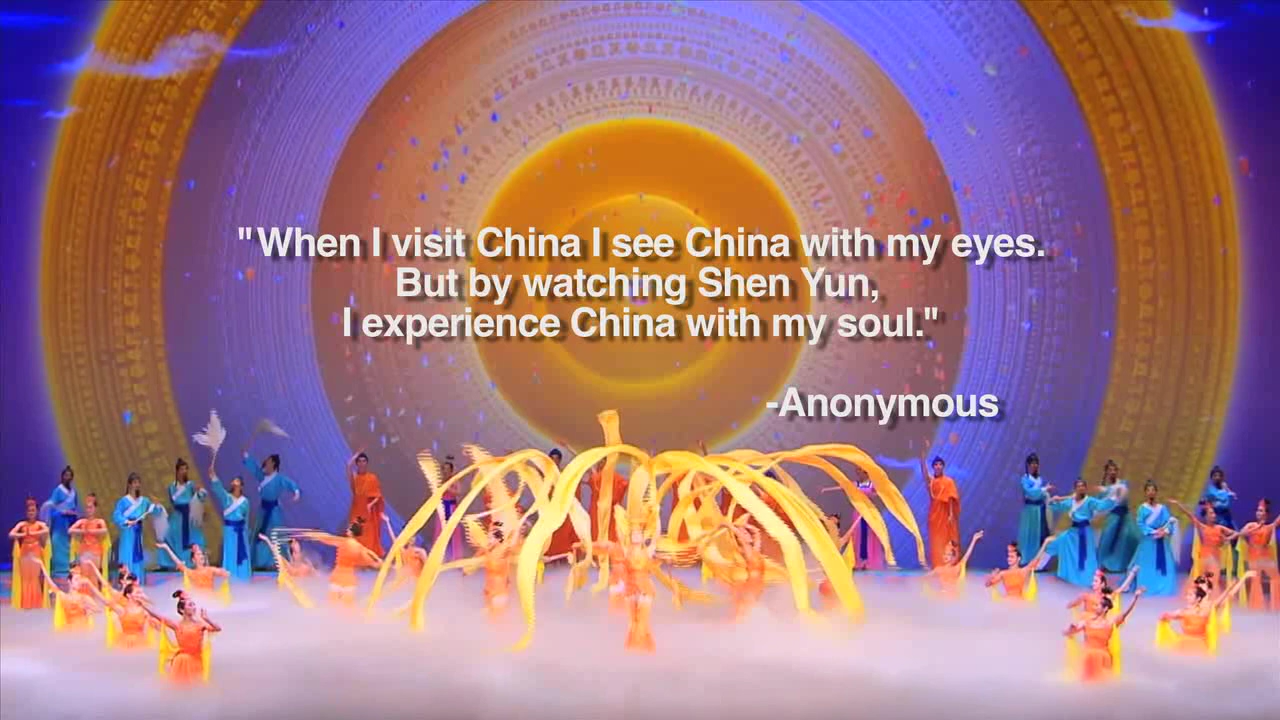 "When I visit China I see China with my eyes.
But by watching Shen Yun,
I experience China with my soul."
-Anonymous